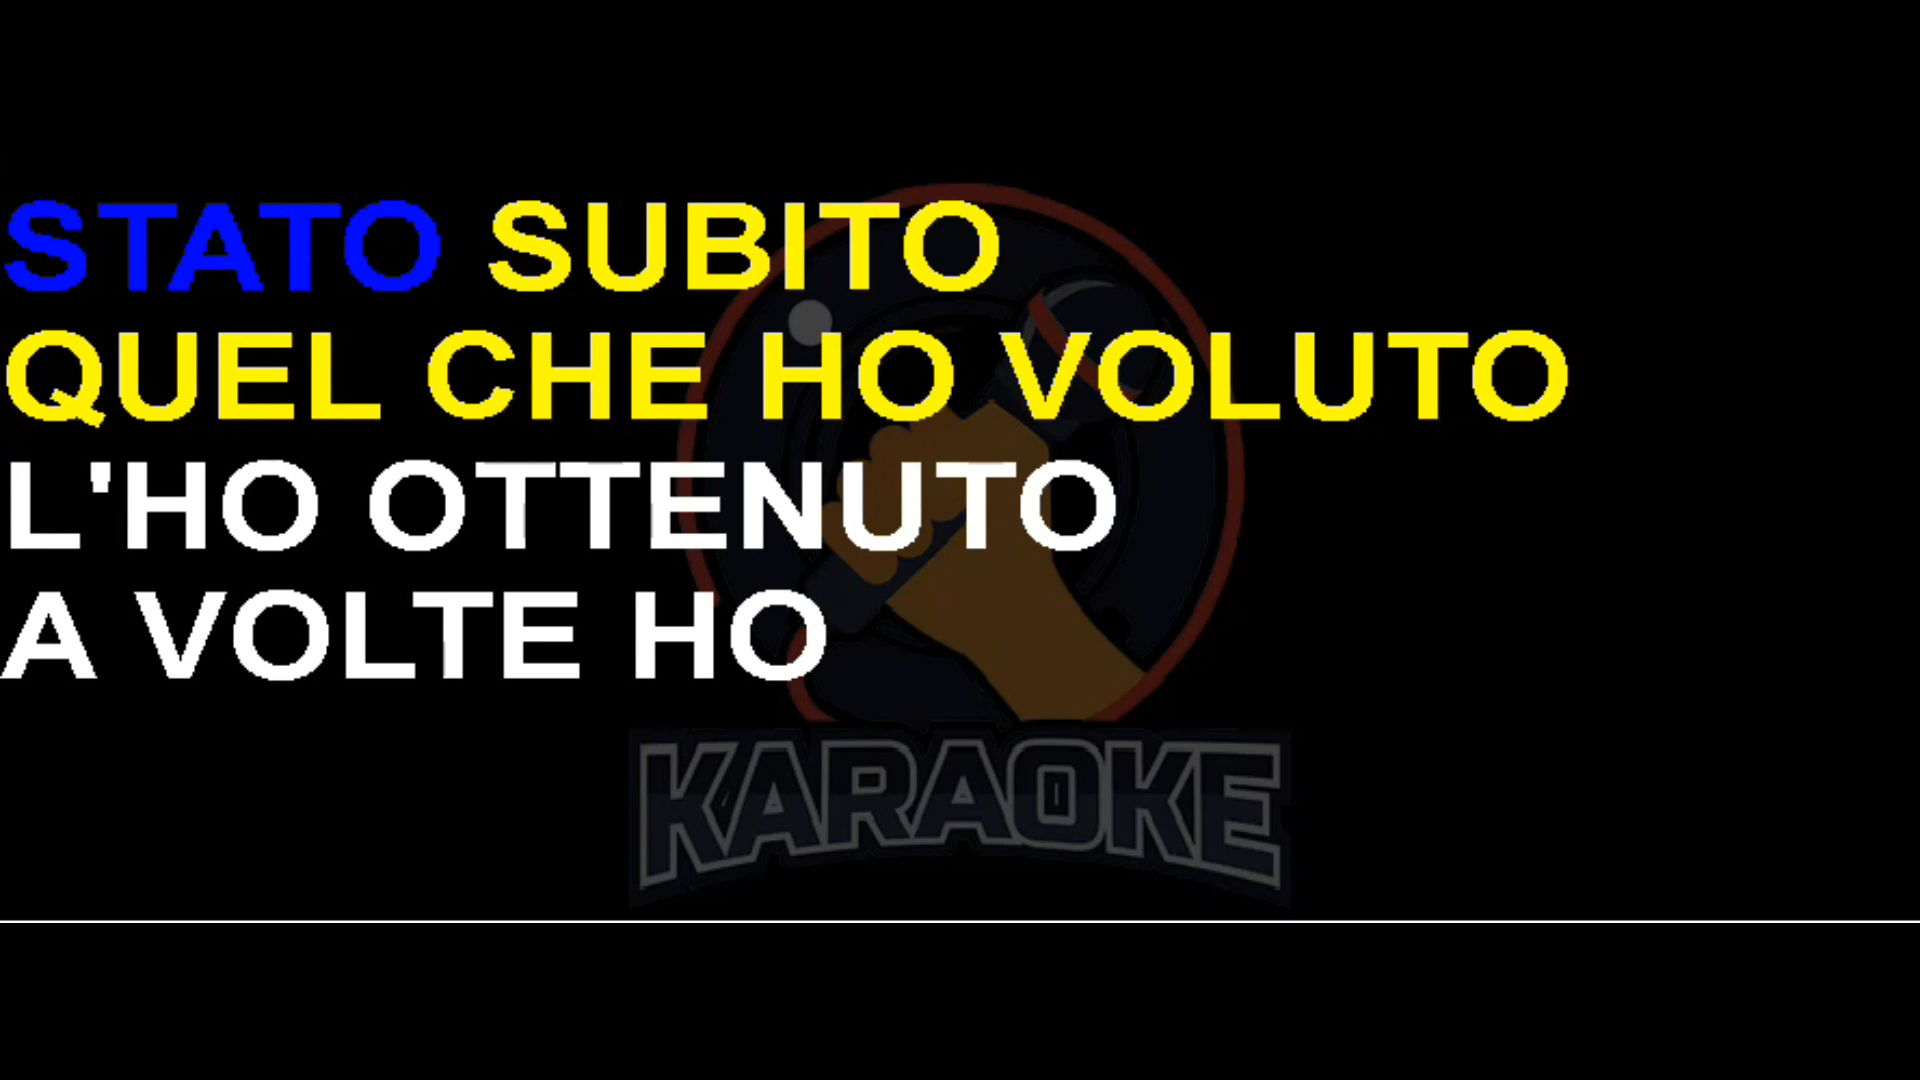 STATO SUBITO
QUEL CHE HO VOLUTO
L'HO OTTENUTO
A VOLTE HO
KARAOKE